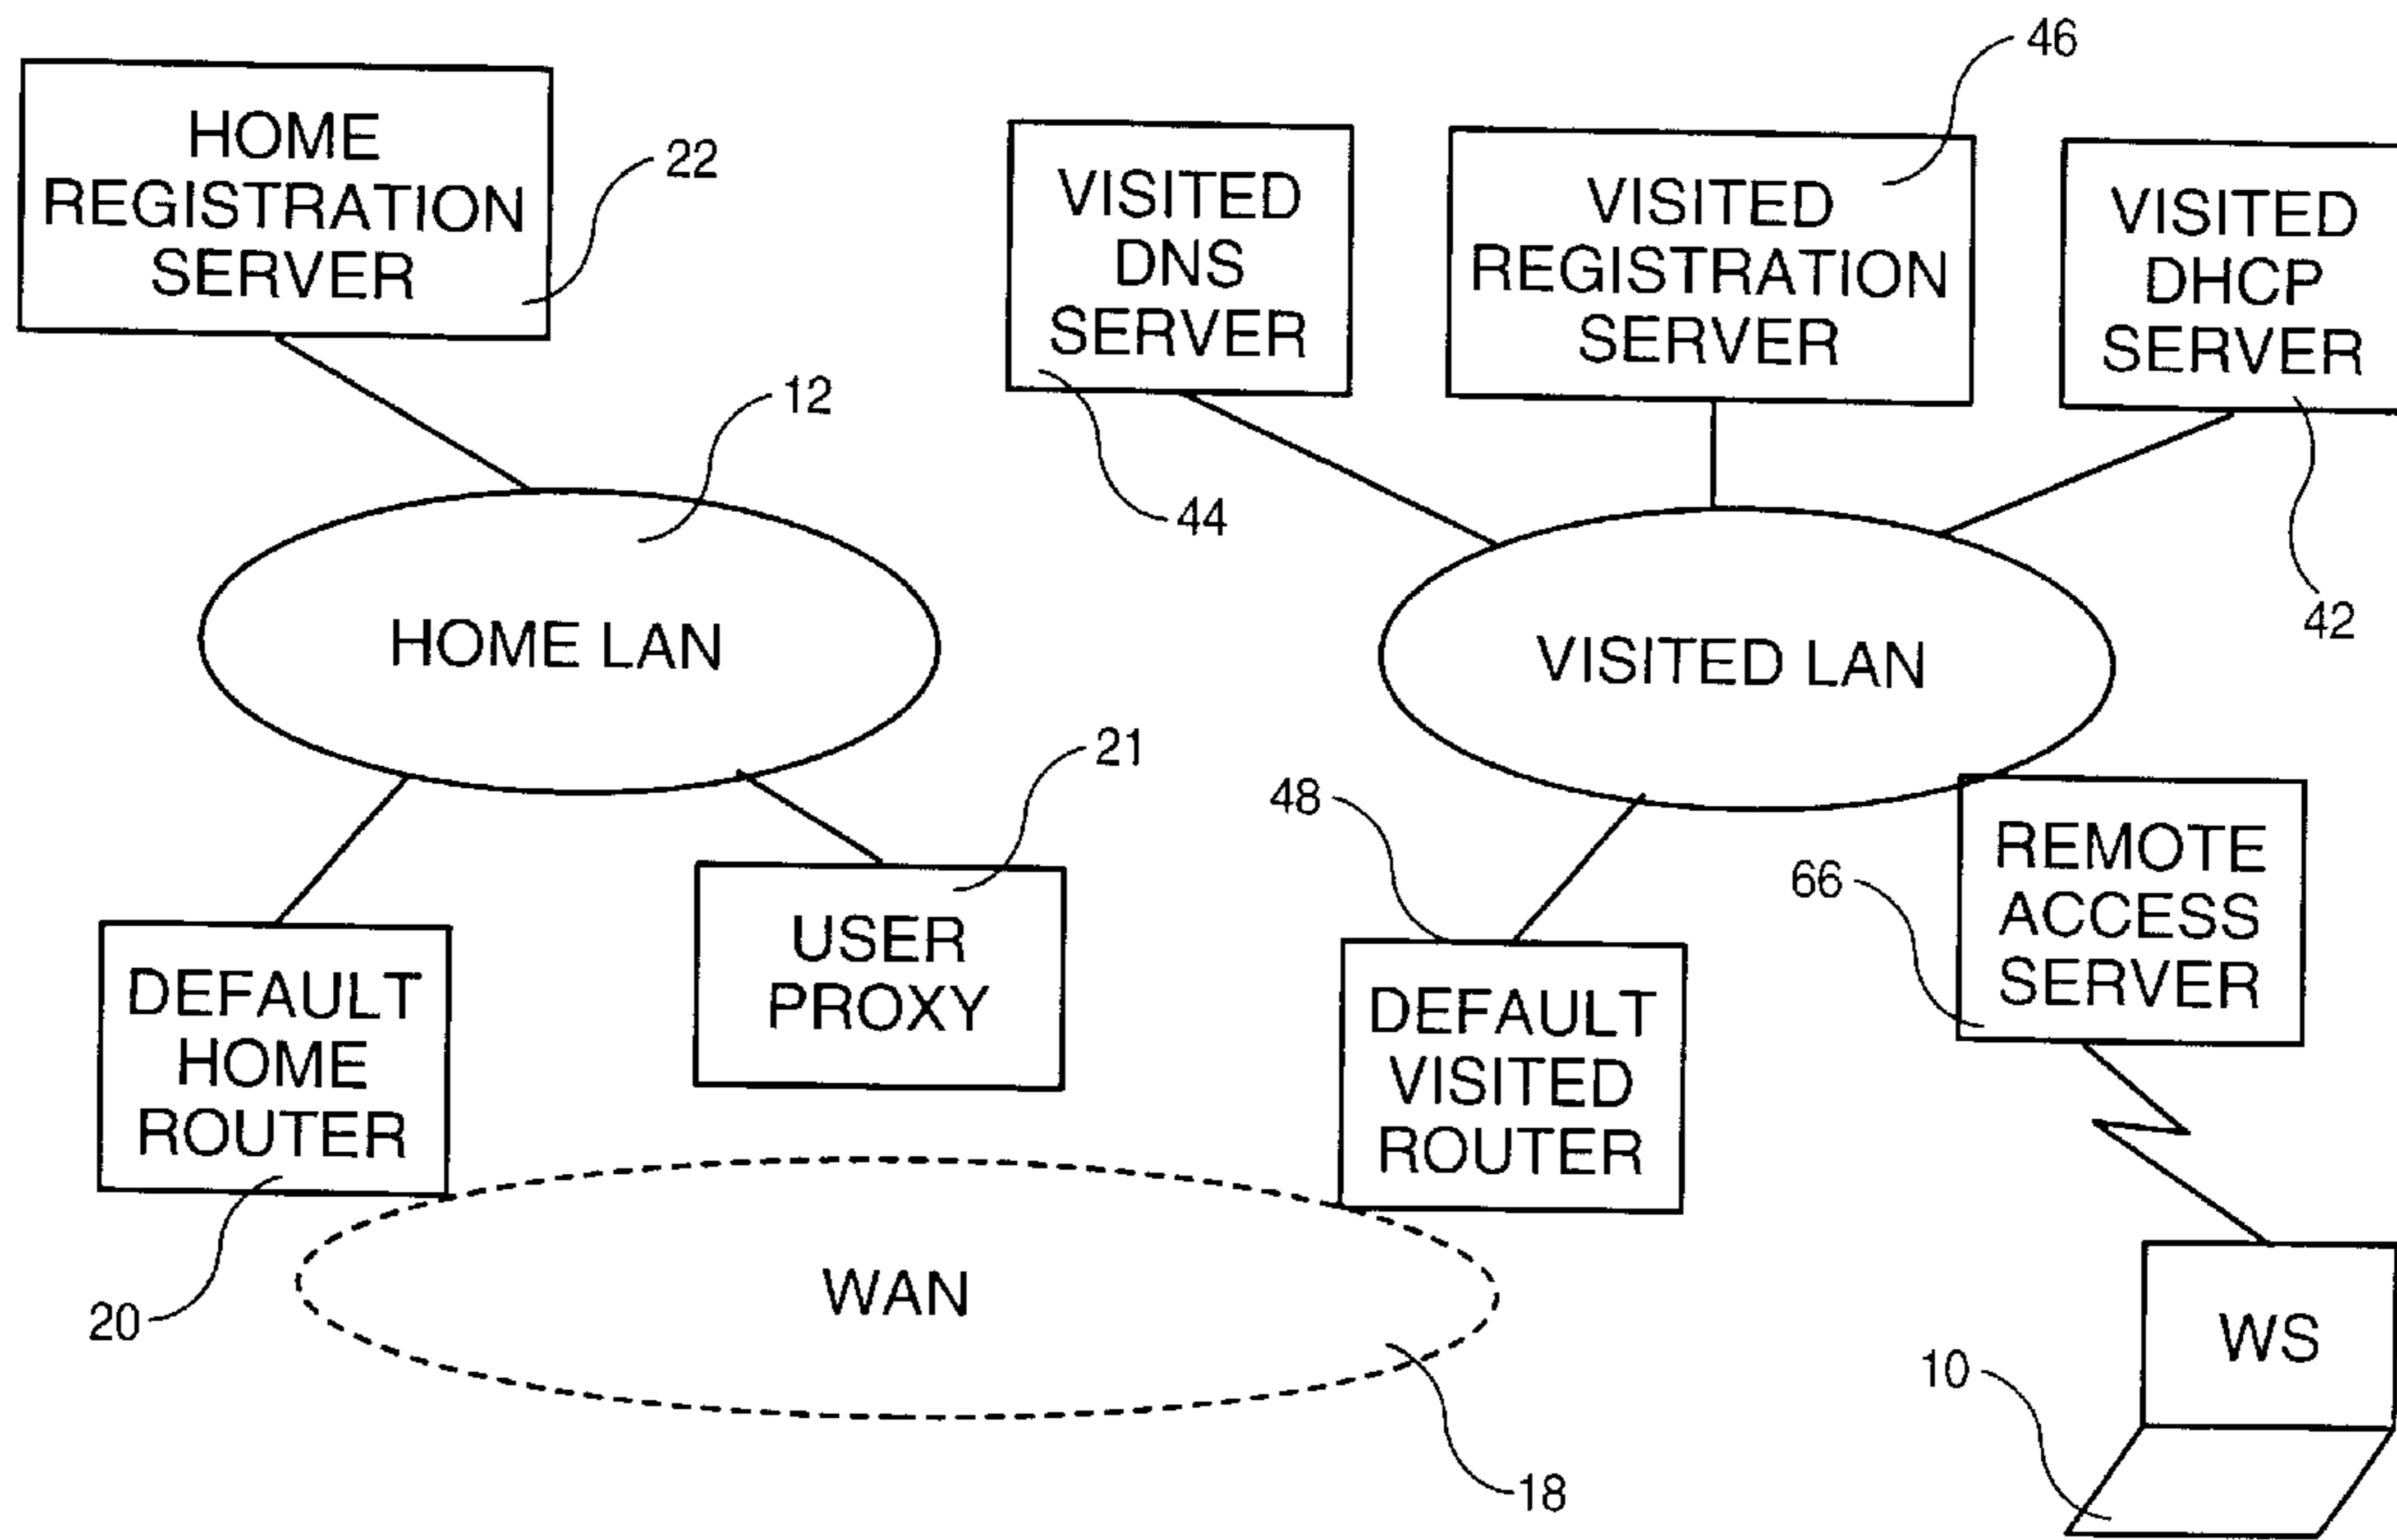 HOME
REGISTRATION
SERVER
22
VISITED
DNS
SERVER
44
VISITED
REGISTRATION
SERVER
46
VISITED
DHCP
SERVER
42
12
HOME LAN
VISITED LAN
DEFAULT
HOME
ROUTER
20
21
USER
PROXY
48
DEFAULT
VISITED
ROUTER
66
REMOTE
ACCESS
SERVER
WAN
18
WS
10